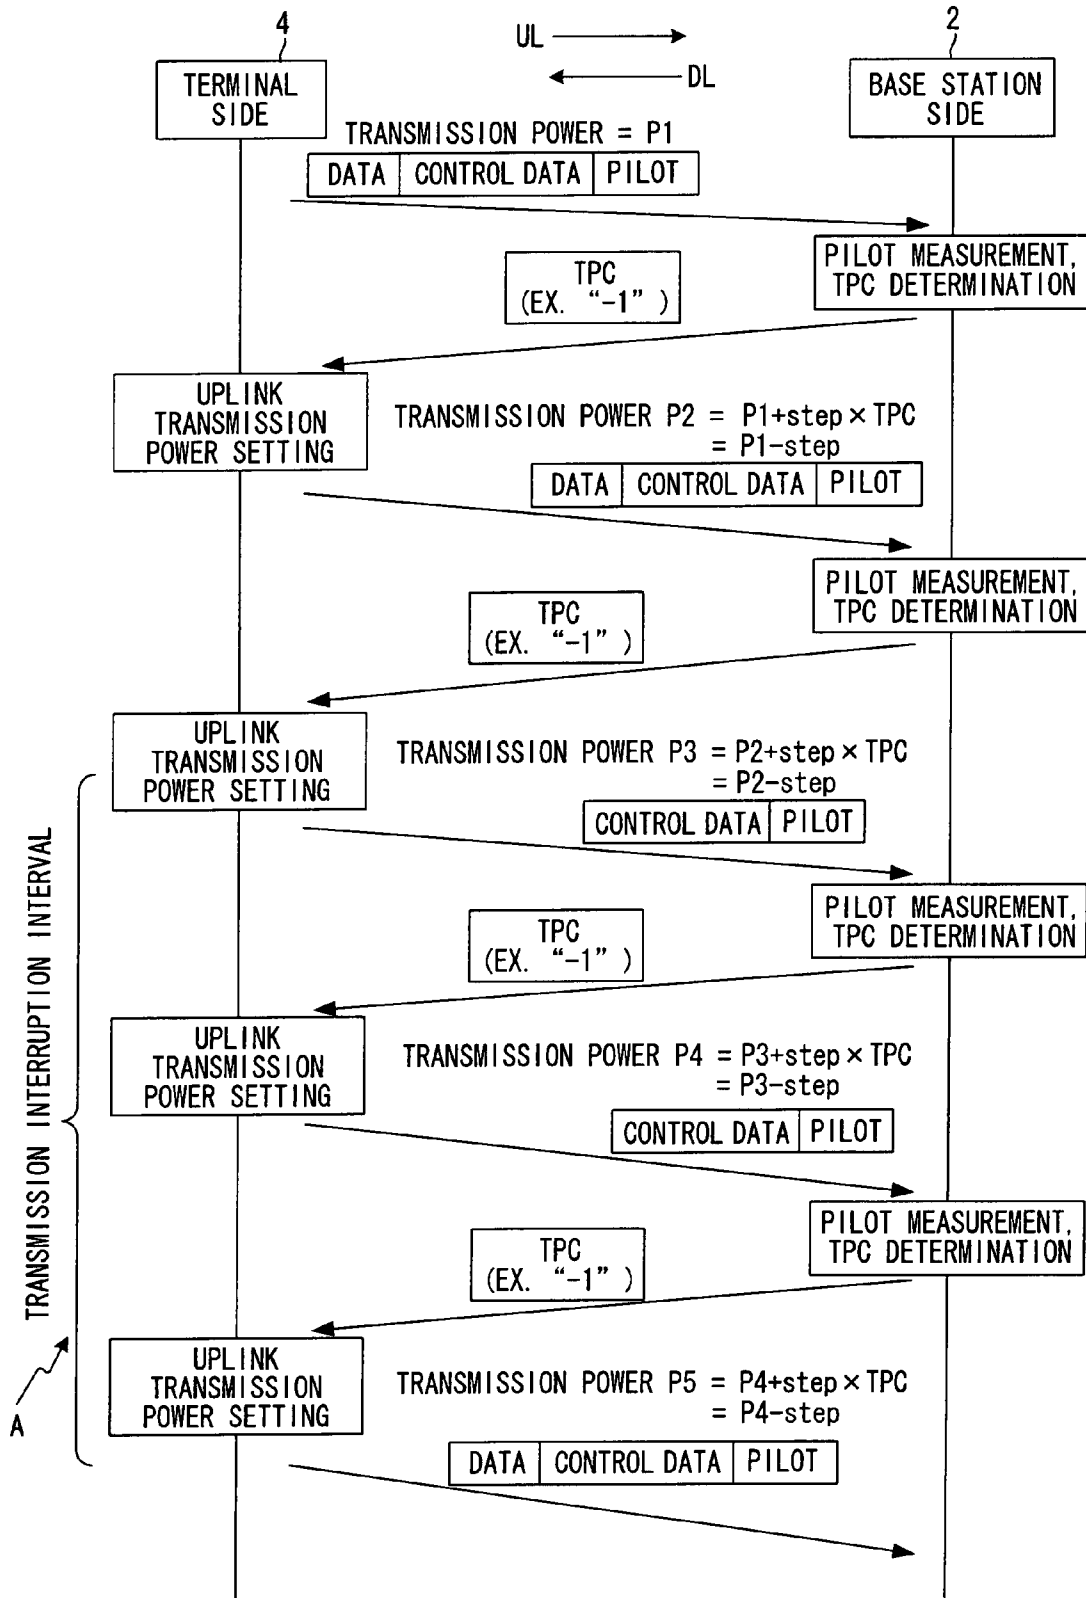 4
UL
DL
2
TERMINAL
SIDE
BASE STATION
SIDE
TRANSMISSION POWER = P1
DATA CONTROL DATA PILOT
PILOT MEASUREMENT,
TPC DETERMINATION
TPC
(EX. “-1” )
UPLINK
TRANSMISSION
POWER SETTING
TRANSMISSION POWER P2 = P1+step×TPC
= P1-step
DATA CONTROL DATA PILOT
PILOT MEASUREMENT,
TPC DETERMINATION
TPC
(EX. “-1” )
UPLINK
TRANSMISSION
POWER SETTING
TRANSMISSION POWER P3 = P2+step×TPC
= P2-step
CONTROL DATA PILOT
PILOT MEASUREMENT,
TPC DETERMINATION
TPC
(EX. “-1” )
UPLINK
TRANSMISSION
POWER SETTING
TRANSMISSION POWER P4 = P3+step×TPC
= P3-step
CONTROL DATA PILOT
PILOT MEASUREMENT,
TPC DETERMINATION
TPC
(EX. “-1” )
UPLINK
TRANSMISSION
POWER SETTING
TRANSMISSION POWER P5 = P4+step×TPC
= P4-step
DATA CONTROL DATA PILOT
TRANSMISSION INTERRUPTION INTERVAL
A